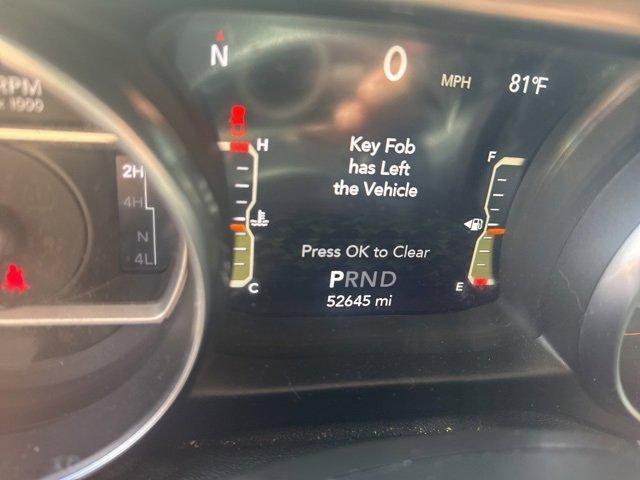 N
0 MPH 81°F
RPM
x 1000
H
Key Fob
has Left
the Vehicle
F
2H
4H
N
4L
Press OK to Clear
PRND
C
E
52645 mi